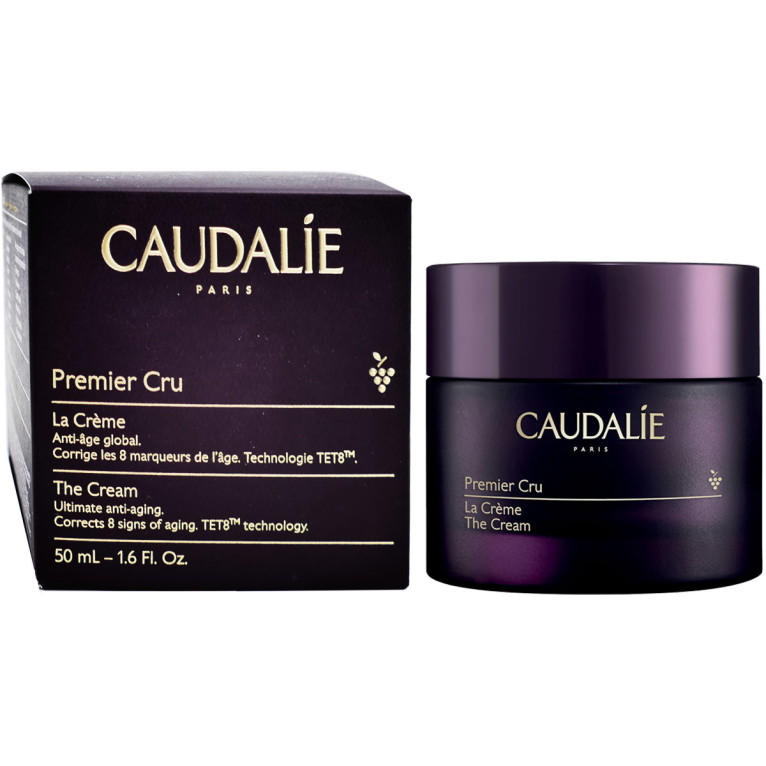 CAUDALÍE
PARIS
Premier Cru
La Crème
Anti-âge global.
Corrige les 8 marqueurs de l'âge. Technologie TET8™.
The Cream
Ultimate anti-aging.
Corrects 8 signs of aging. TET8™ technology.
50 mL – 1.6 Fl. Oz.
CAUDALÍE
PARIS
Premier Cru
La Crème
The Cream